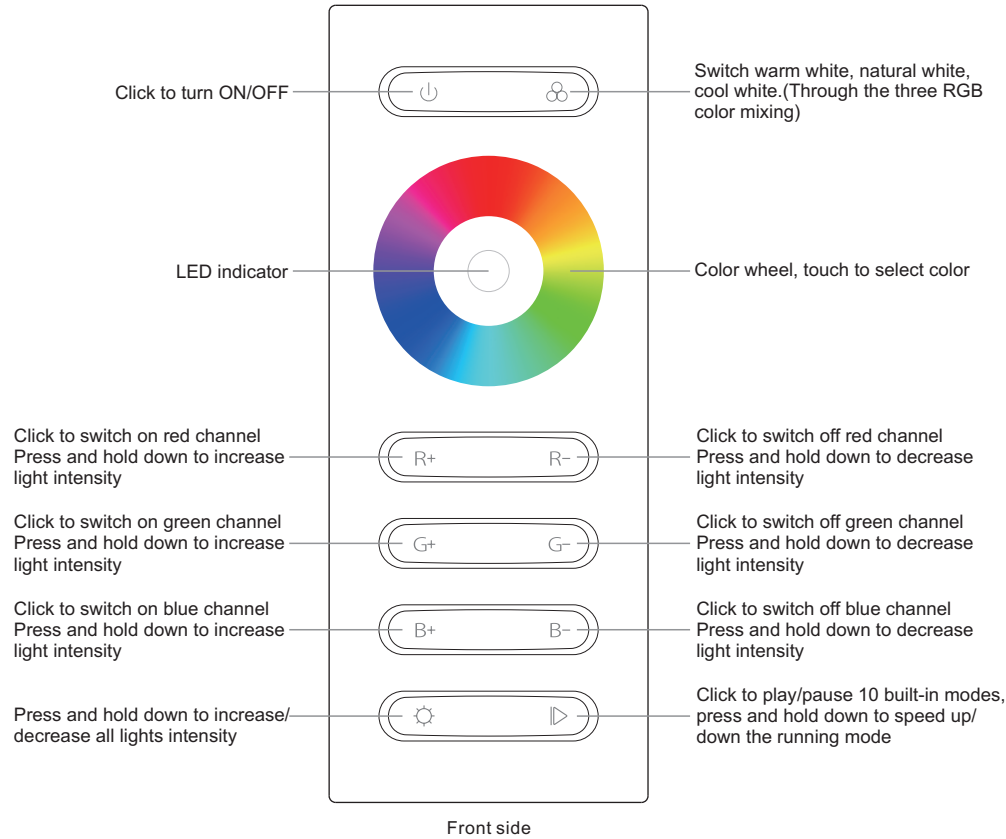 Click to turn ON/OFF
Switch warm white, natural white,
cool white.(Through the three RGB
color mixing)
LED indicator
Color wheel, touch to select color
Click to switch on red channel
Press and hold down to increase
light intensity
R+
R-
Click to switch off red channel
Press and hold down to decrease
light intensity
Click to switch on green channel
Press and hold down to increase
light intensity
G+
G-
Click to switch off green channel
Press and hold down to decrease
light intensity
Click to switch on blue channel
Press and hold down to increase
light intensity
B+
B-
Click to switch off blue channel
Press and hold down to decrease
light intensity
Press and hold down to increase/
decrease all lights intensity
Click to play/pause 10 built-in modes,
press and hold down to speed up/
down the running mode
Front side